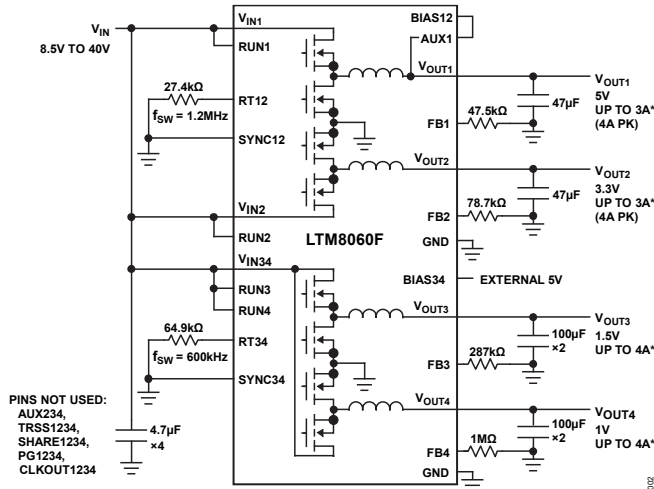 VIN
8.5V TO 40V
VIN1
RUN1
27.4kΩ
RT12
fSW = 1.2MHz
SYNC12
VIN2
RUN2
VIN34
RUN3
RUN4
64.9kΩ
RT34
fSW = 600kHz
SYNC34
PINS NOT USED:
AUX234,
TRSS1234,
SHARE1234,
PG1234,
CLKOUT1234
4.7µF
×4
LTM8060F
BIAS12
AUX1
VOUT1
FB1
47.5kΩ
47µF
VOUT1
5V
UP TO 3A*
(4A PK)
VOUT2
FB2
78.7kΩ
47µF
VOUT2
3.3V
UP TO 3A*
(4A PK)
GND
BIAS34
EXTERNAL 5V
VOUT3
FB3
287kΩ
100µF
×2
VOUT3
1.5V
UP TO 4A*
VOUT4
FB4
1MΩ
100µF
×2
VOUT4
1V
UP TO 4A*
GND
002